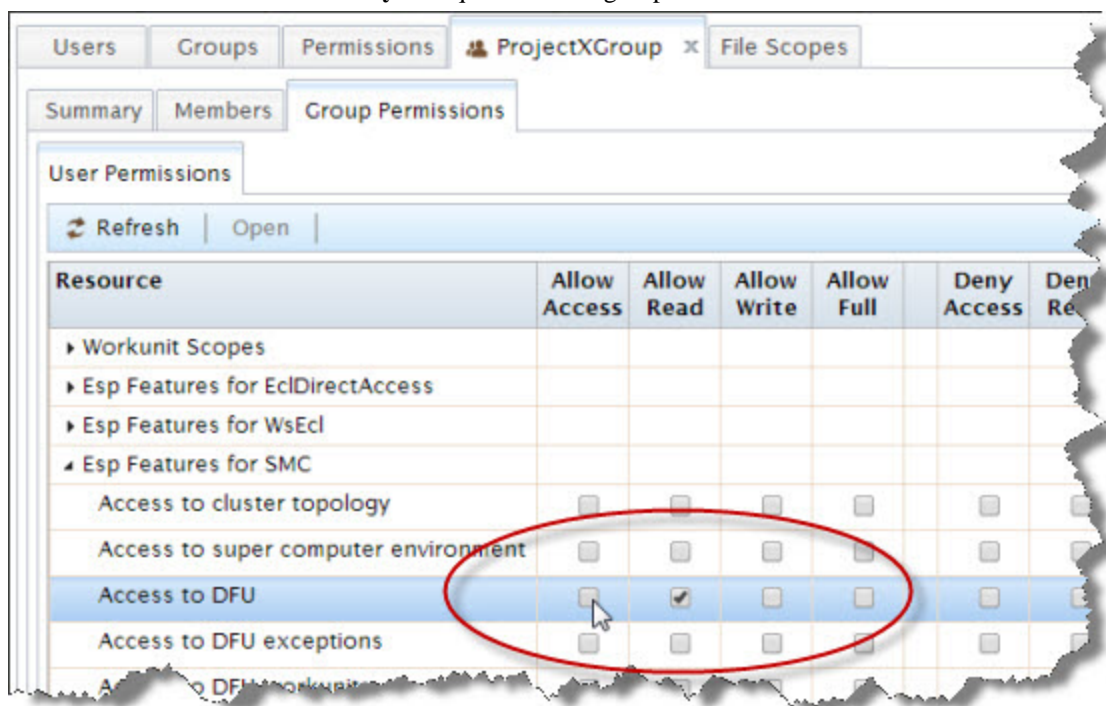 Users Groups Permissions ProjectXGroup x File Scopes
Summary Members Group Permissions
User Permissions
Refresh Open
Resource Allow Access Allow Read Allow Write Allow Full Deny Access
Workunit Scopes
Esp Features for EclDirectAccess
Esp Features for WsEcl
Esp Features for SMC
Access to cluster topology
Access to super computer environment
Access to DFU
Access to DFU exceptions